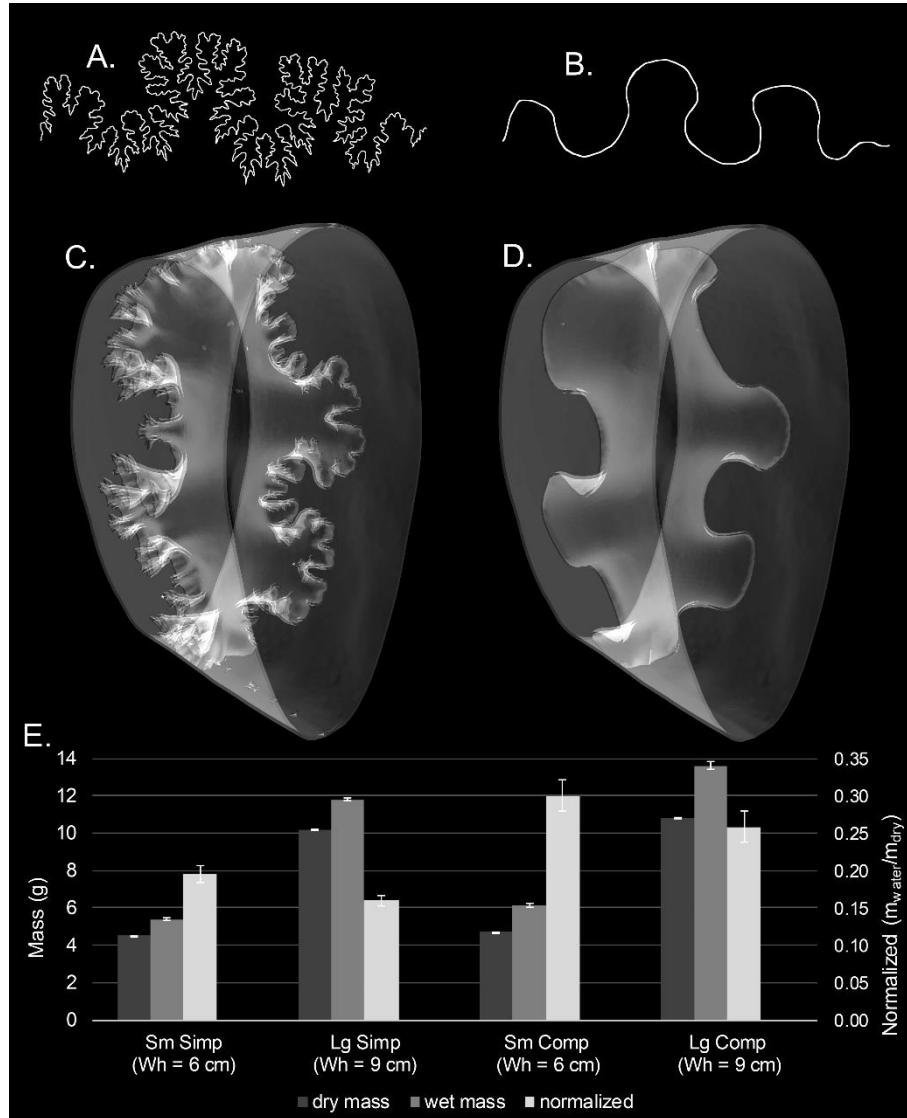 A.
B.
C.
D.
E.
14
12
10
8
6
4
2
0
Mass (g)
0.35
0.30
0.25
0.20
0.15
0.10
0.05
0.00
Normalized (m_water/m_dry)
Sm Simp
(Wh = 6 cm)
Lg Simp
(Wh = 9 cm)
Sm Comp
(Wh = 6 cm)
Lg Comp
(Wh = 9 cm)
dry mass wet mass normalized